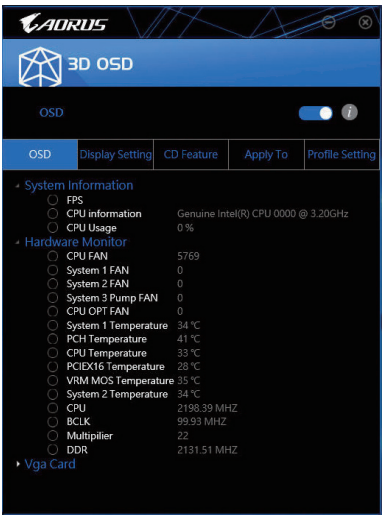 AORUS
3D OSD
OSD
i
OSD Display Setting CD Feature Apply To Profile Setting
System Information
FPS
CPU information Genuine Intel(R) CPU 0000 @ 3.20GHz
CPU Usage 0 %
Hardware Monitor
CPU FAN 5769
System 1 FAN 0
System 2 FAN 0
System 3 Pump FAN 0
CPU OPT FAN 0
System 1 Temperature 34 °C
PCH Temperature 41 °C
CPU Temperature 33 °C
PCIEX16 Temperature 28 °C
VRM MOS Temperature 35 °C
System 2 Temperature 34 °C
CPU 2198.39 MHZ
BCLK 99.93 MHZ
Multipilier 22
DDR 2131.51 MHZ
Vga Card